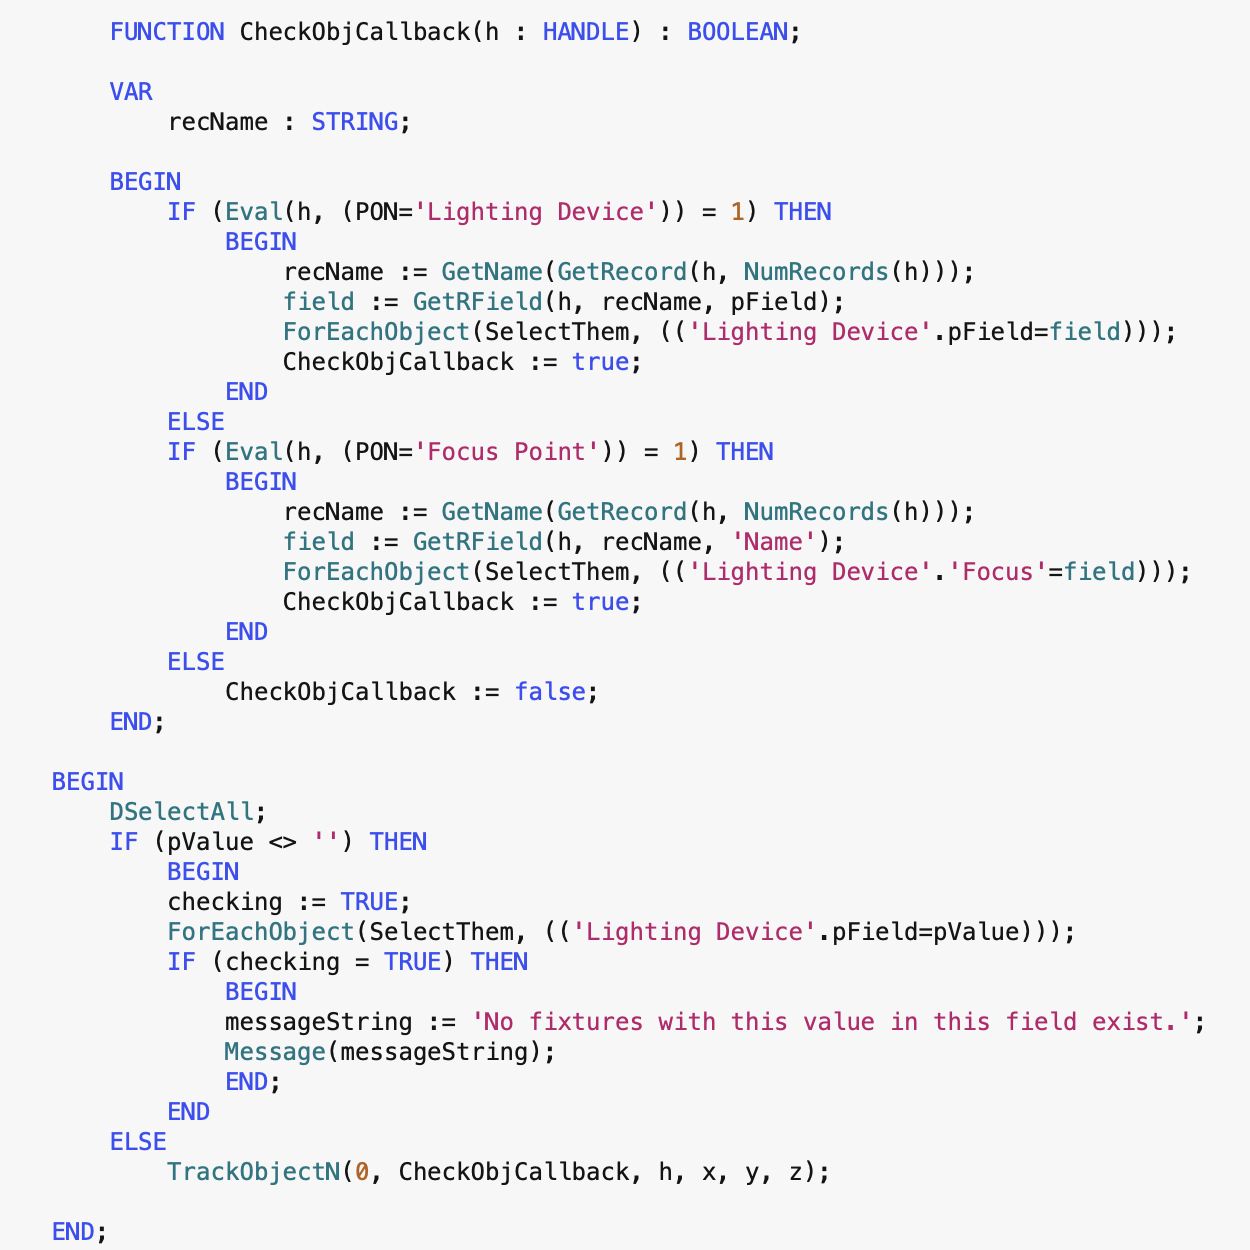 FUNCTION CheckObjCallback(h : HANDLE) : BOOLEAN;
VAR
recName : STRING;
BEGIN
IF (Eval(h, (PON='Lighting Device')) = 1) THEN
BEGIN
recName := GetName(GetRecord(h, NumRecords(h)));
field := GetRField(h, recName, pField);
ForEachObject(SelectThem, (('Lighting Device'.pField=field)));
CheckObjCallback := true;
END
ELSE
IF (Eval(h, (PON='Focus Point')) = 1) THEN
BEGIN
recName := GetName(GetRecord(h, NumRecords(h)));
field := GetRField(h, recName, 'Name');
ForEachObject(SelectThem, (('Lighting Device'.'Focus'=field)));
CheckObjCallback := true;
END
ELSE
CheckObjCallback := false;
END;
BEGIN
DSelectAll;
IF (pValue <> '') THEN
BEGIN
checking := TRUE;
ForEachObject(SelectThem, (('Lighting Device'.pField=pValue)));
IF (checking = TRUE) THEN
BEGIN
messageString := 'No fixtures with this value in this field exist.';
Message(messageString);
END;
END
ELSE
TrackObjectN(0, CheckObjCallback, h, x, y, z);
END;